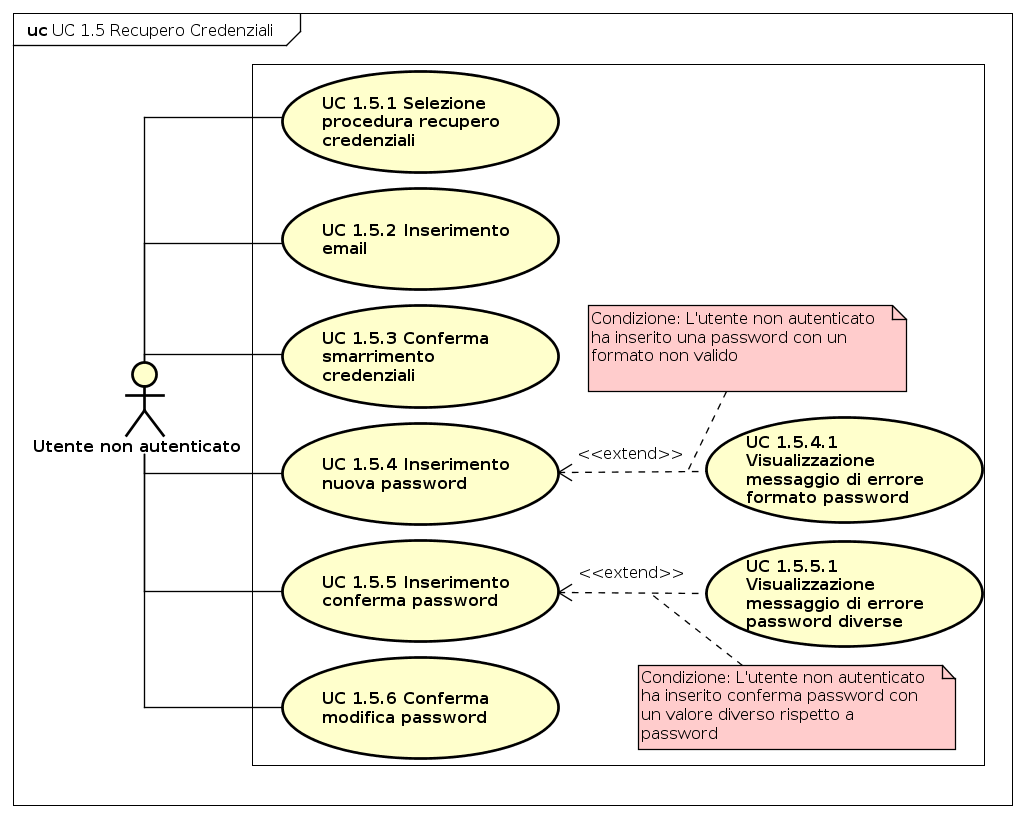 uc UC 1.5 Recupero Credenziali
UC 1.5.1 Selezione
procedura recupero
credenziali
UC 1.5.2 Inserimento
email
UC 1.5.3 Conferma
smarrimento
credenziali
Condizione: L'utente non autenticato
ha inserito una password con un
formato non valido
Utente non autenticato
UC 1.5.4 Inserimento
nuova password
<<extend>>
UC 1.5.4.1
Visualizzazione
messaggio di errore
formato password
UC 1.5.5 Inserimento
conferma password
<<extend>>
UC 1.5.5.1
Visualizzazione
messaggio di errore
password diverse
UC 1.5.6 Conferma
modifica password
Condizione: L'utente non autenticato
ha inserito conferma password con
un valore diverso rispetto a
password